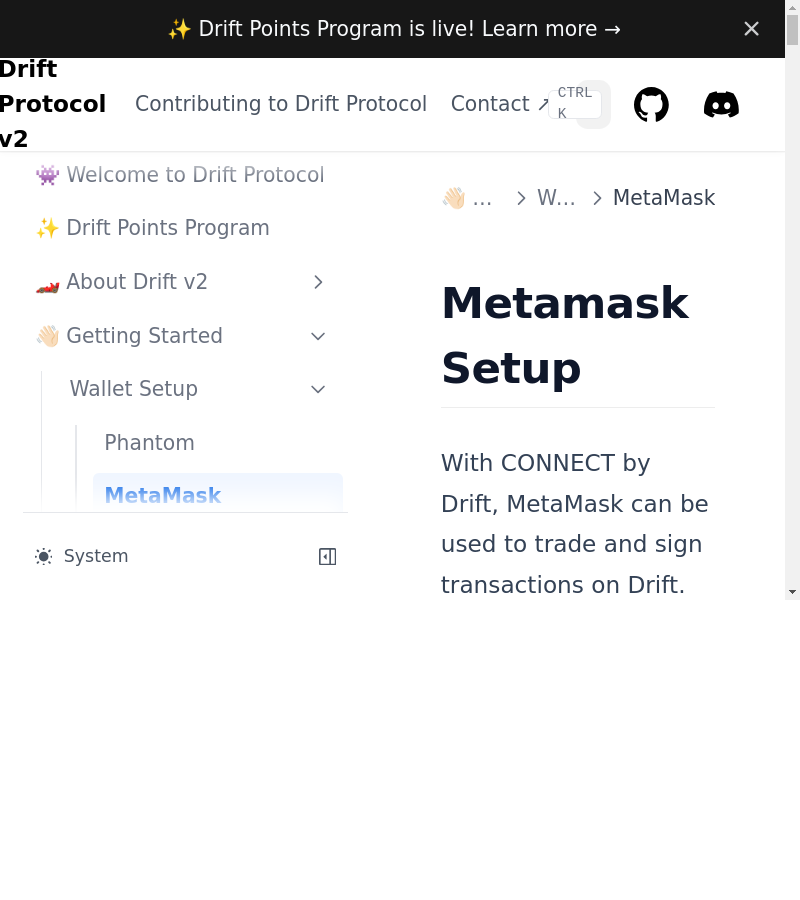 ✨ Drift Points Program is live! Learn more →
Drift
Protocol
v2
Contributing to Drift Protocol
Contact ↗
CTRL
K
👾 Welcome to Drift Protocol
✨ Drift Points Program
🏎️ About Drift v2
👋🏻 Getting Started
Wallet Setup
Phantom
MetaMask
System
👋🏻 … > W… > MetaMask
Metamask
Setup
With CONNECT by
Drift, MetaMask can be
used to trade and sign
transactions on Drift.